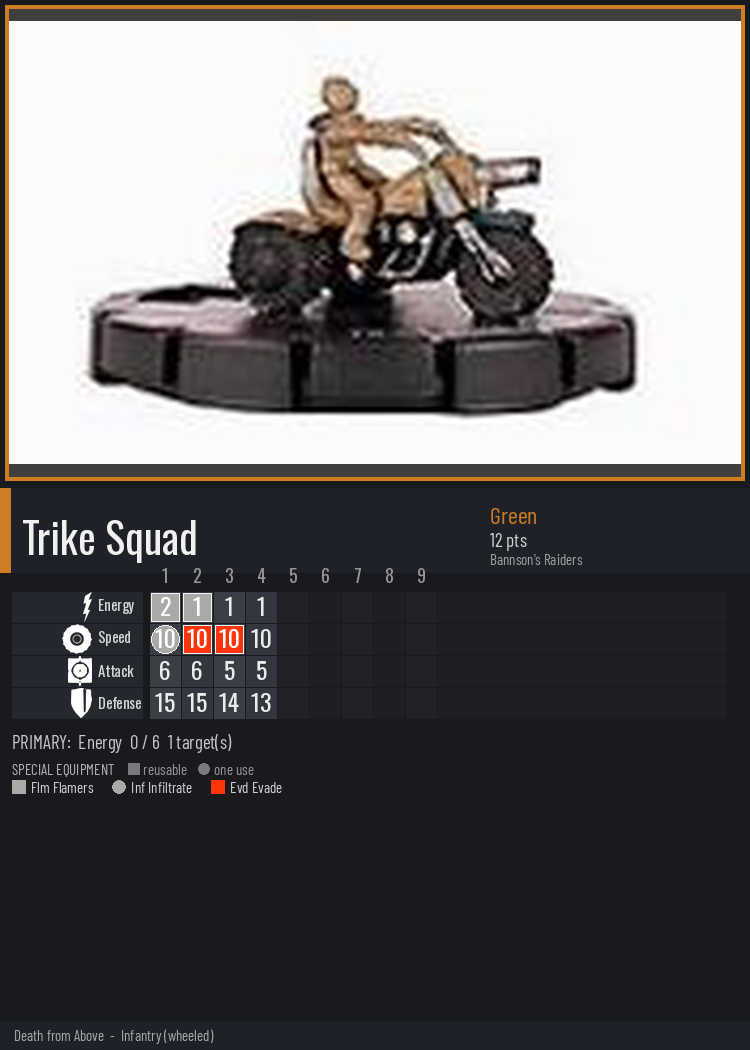 Trike Squad
Green
12 pts
Bannson's Raiders
1 2 3 4 5 6 7 8 9
Energy 2 1 1 1
Speed 10 10 10 10
Attack 6 6 5 5
Defense 15 15 14 13
PRIMARY: Energy 0 / 6 1 target(s)
SPECIAL EQUIPMENT reusable one use
Flm Flamers Inf Infiltrate Evd Evade
Death from Above - Infantry (wheeled)